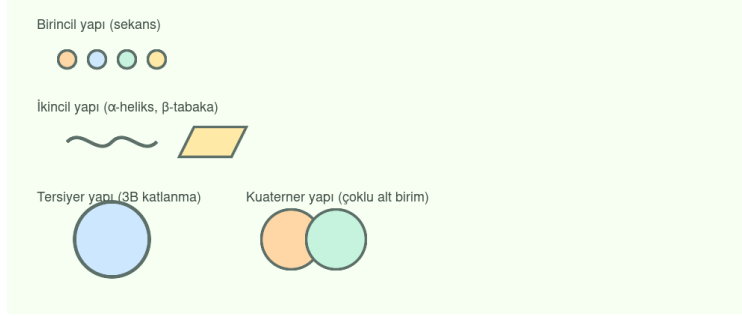 Birincil yapı (sekans)
İkincil yapı (α-heliks, β-tabaka)
Tersiyer yapı (3B katlanma)
Kuaterner yapı (çoklu alt birim)